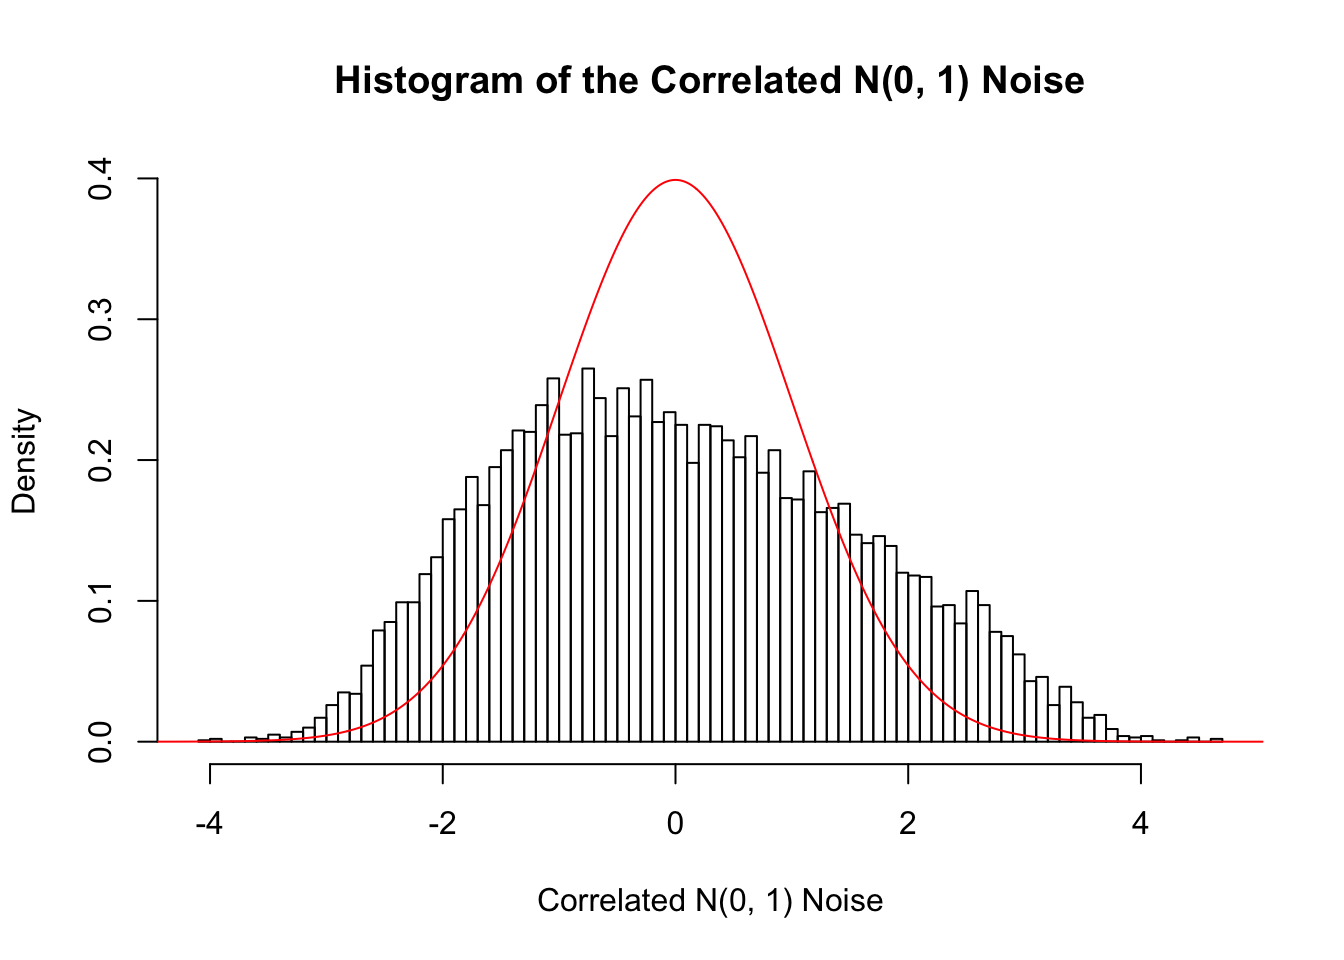 Histogram of the Correlated N(0, 1) Noise
0.4
0.3
0.2
0.1
0.0
Density
-4 -2 0 2 4
Correlated N(0, 1) Noise